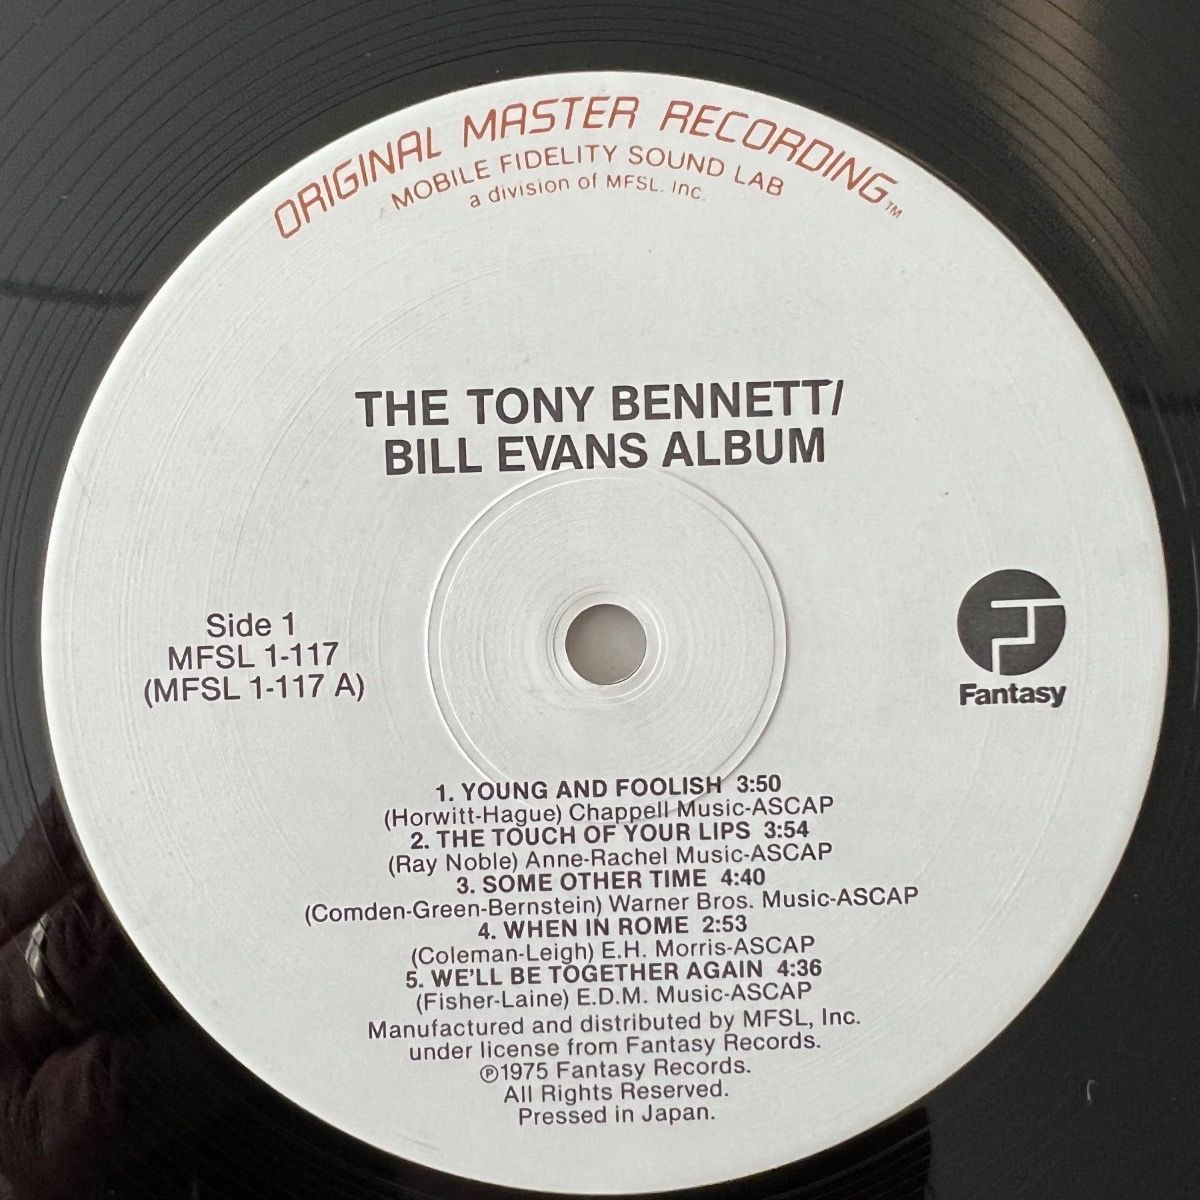 ORIGINAL MASTER RECORDING™
MOBILE FIDELITY SOUND LAB
a division of MFSL, Inc.
THE TONY BENNETT/
BILL EVANS ALBUM
Side 1
MFSL 1-117
(MFSL 1-117 A)
Fantasy
1. YOUNG AND FOOLISH 3:50
(Horwitt-Hague) Chappell Music-ASCAP
2. THE TOUCH OF YOUR LIPS 3:54
(Ray Noble) Anne-Rachel Music-ASCAP
3. SOME OTHER TIME 4:40
(Comden-Green-Bernstein) Warner Bros. Music-ASCAP
4. WHEN IN ROME 2:53
(Coleman-Leigh) E.H. Morris-ASCAP
5. WE'LL BE TOGETHER AGAIN 4:36
(Fisher-Laine) E.D.M. Music-ASCAP
Manufactured and distributed by MFSL, Inc.
under license from Fantasy Records.
℗1975 Fantasy Records.
All Rights Reserved.
Pressed in Japan.